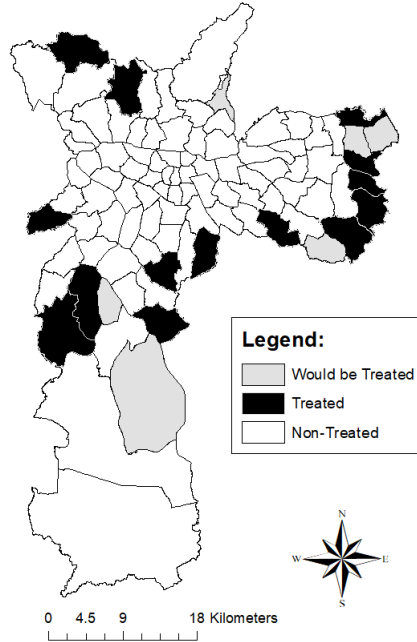 Legend:
Would be Treated
Treated
Non-Treated
N
W E
S
0 4.5 9 18 Kilometers